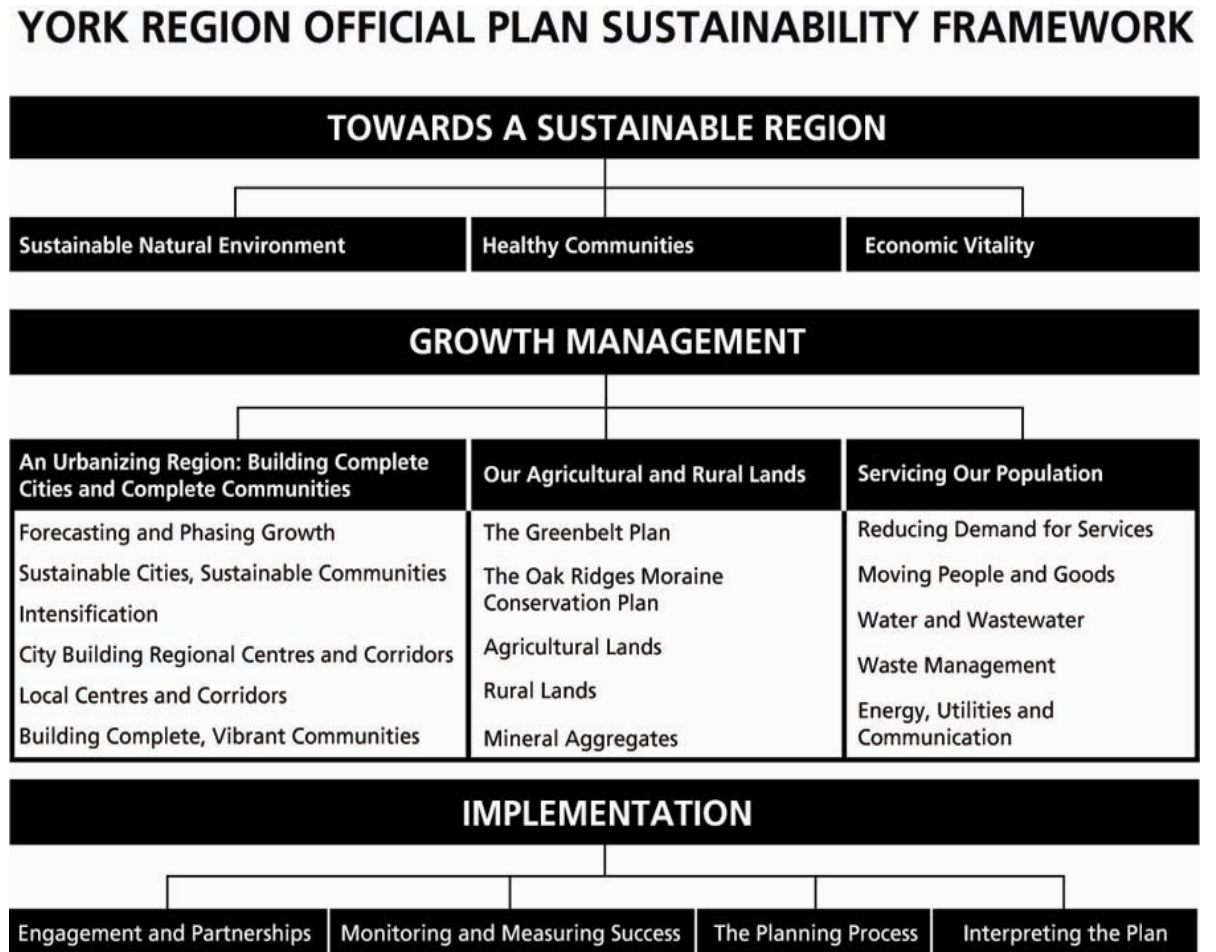 YORK REGION OFFICIAL PLAN SUSTAINABILITY FRAMEWORK
TOWARDS A SUSTAINABLE REGION
Sustainable Natural Environment
Healthy Communities
Economic Vitality
GROWTH MANAGEMENT
An Urbanizing Region: Building Complete
Cities and Complete Communities
Forecasting and Phasing Growth
Sustainable Cities, Sustainable Communities
Intensification
City Building Regional Centres and Corridors
Local Centres and Corridors
Building Complete, Vibrant Communities
Our Agricultural and Rural Lands
The Greenbelt Plan
The Oak Ridges Moraine
Conservation Plan
Agricultural Lands
Rural Lands
Mineral Aggregates
Servicing Our Population
Reducing Demand for Services
Moving People and Goods
Water and Wastewater
Waste Management
Energy, Utilities and
Communication
IMPLEMENTATION
Engagement and Partnerships
Monitoring and Measuring Success
The Planning Process
Interpreting the Plan